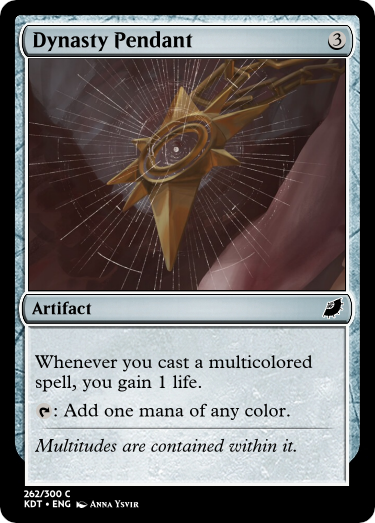 Dynasty Pendant 3
Artifact
Whenever you cast a multicolored
spell, you gain 1 life.
: Add one mana of any color.
Multitudes are contained within it.
262/300 C
KDT • ENG Anna Ysvir